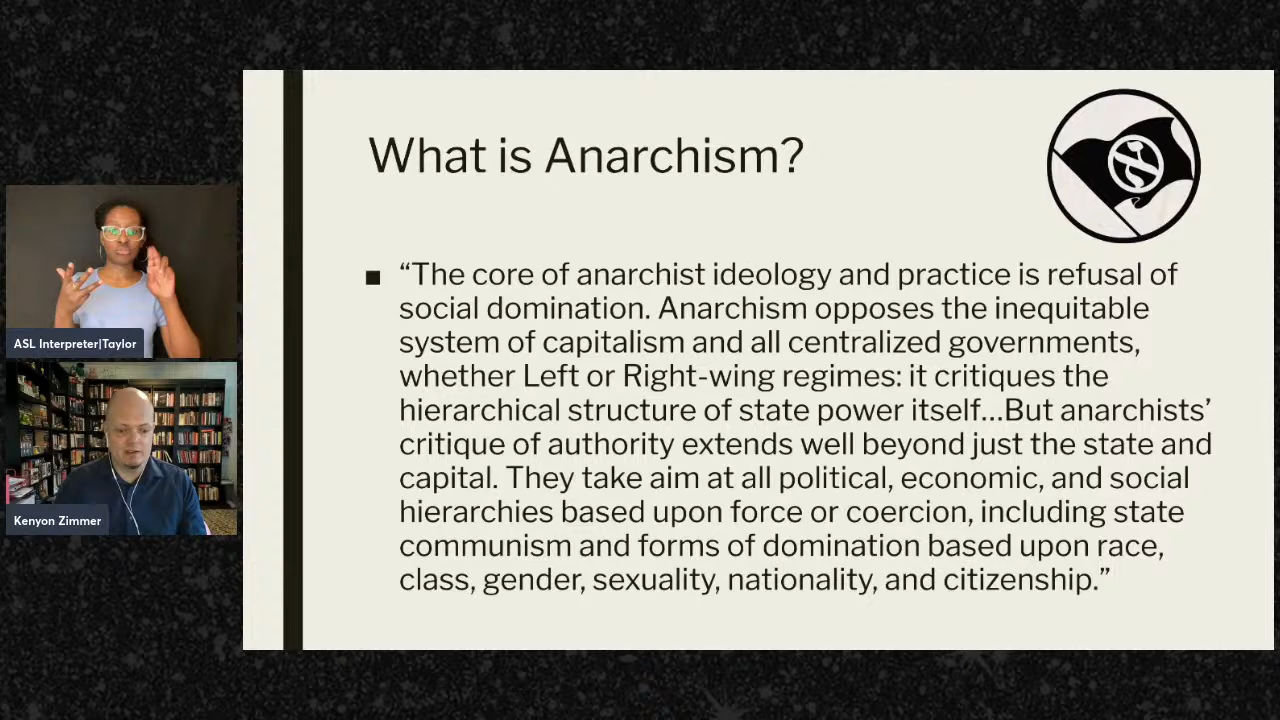 What is Anarchism?
■ “The core of anarchist ideology and practice is refusal of
social domination. Anarchism opposes the inequitable
system of capitalism and all centralized governments,
whether Left or Right-wing regimes: it critiques the
hierarchical structure of state power itself…But anarchists’
critique of authority extends well beyond just the state and
capital. They take aim at all political, economic, and social
hierarchies based upon force or coercion, including state
communism and forms of domination based upon race,
class, gender, sexuality, nationality, and citizenship.”
ASL Interpreter|Taylor
Kenyon Zimmer